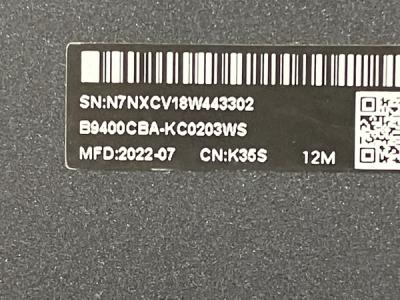 SN:N7NXCV18W443302
B9400CBA-KC0203WS
MFD:2022-07 CN:K35S 12M